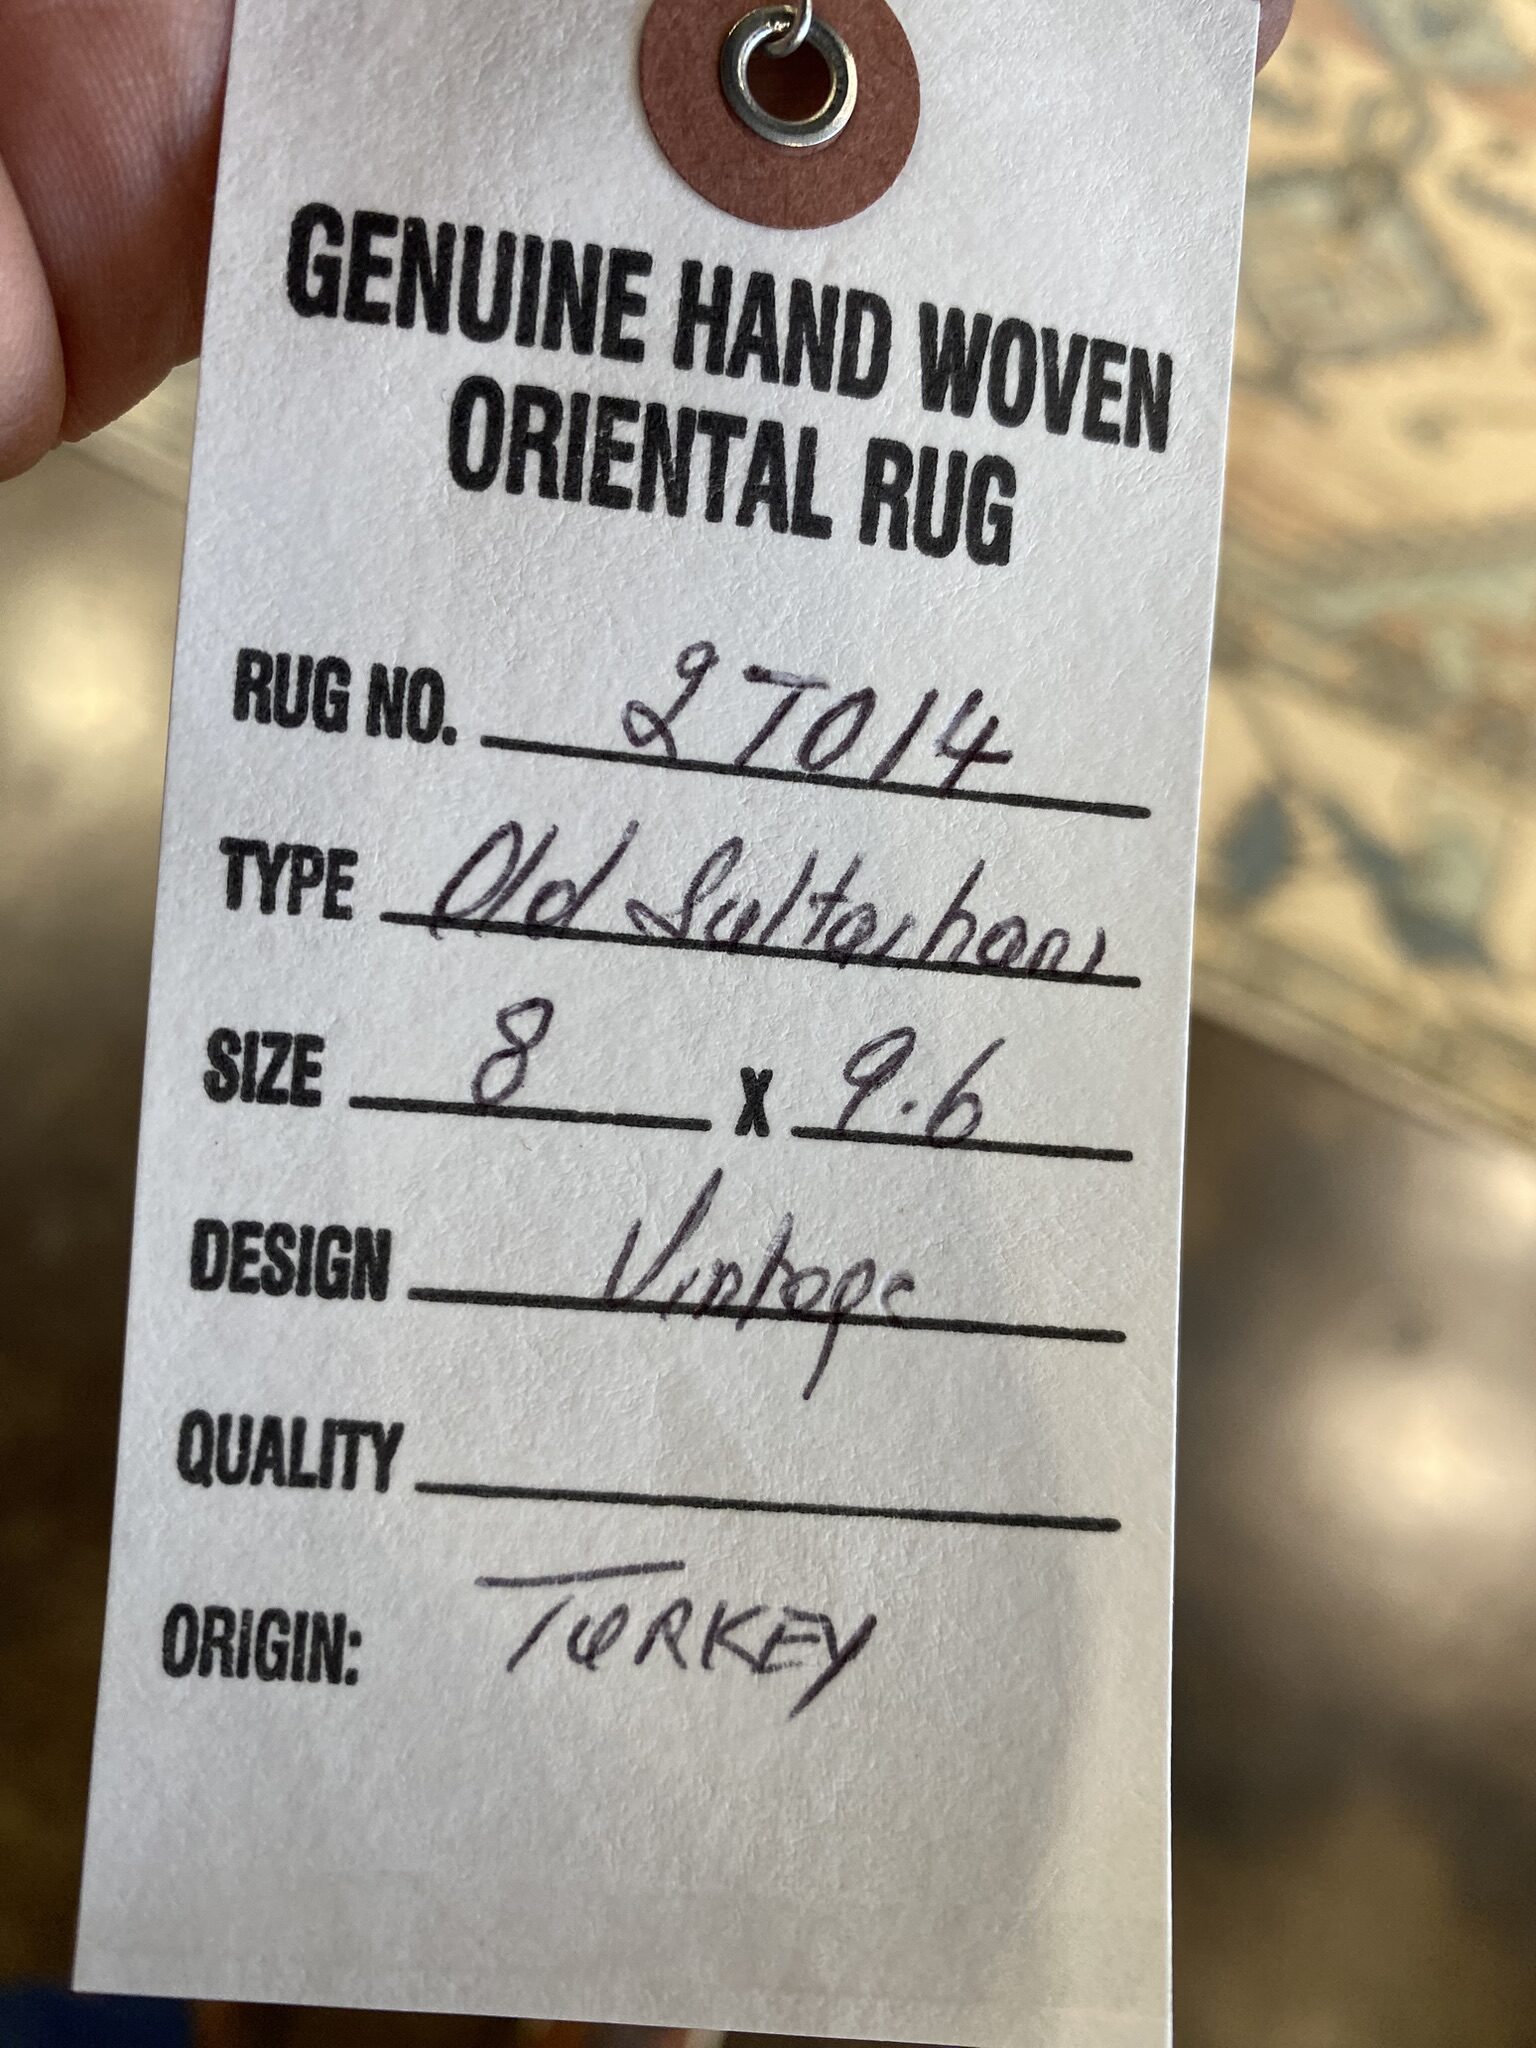 GENUINE HAND WOVEN
ORIENTAL RUG
RUG NO. 2T014
TYPE Old Sultanhani
SIZE 8 X 9.6
DESIGN Vintage
QUALITY
ORIGIN: TURKEY